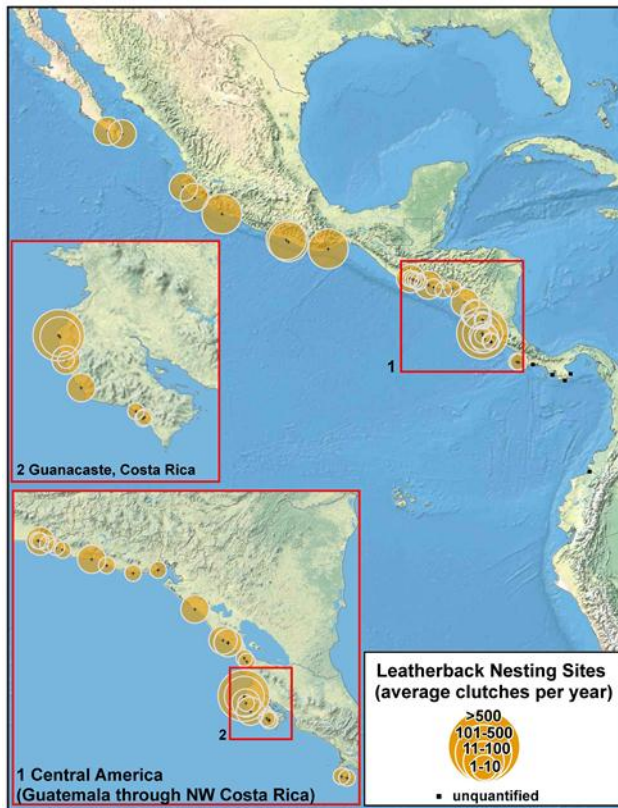 1
2 Guanacaste, Costa Rica
2
1 Central America
(Guatemala through NW Costa Rica)
Leatherback Nesting Sites
(average clutches per year)
>500
101-500
11-100
1-10
unquantified